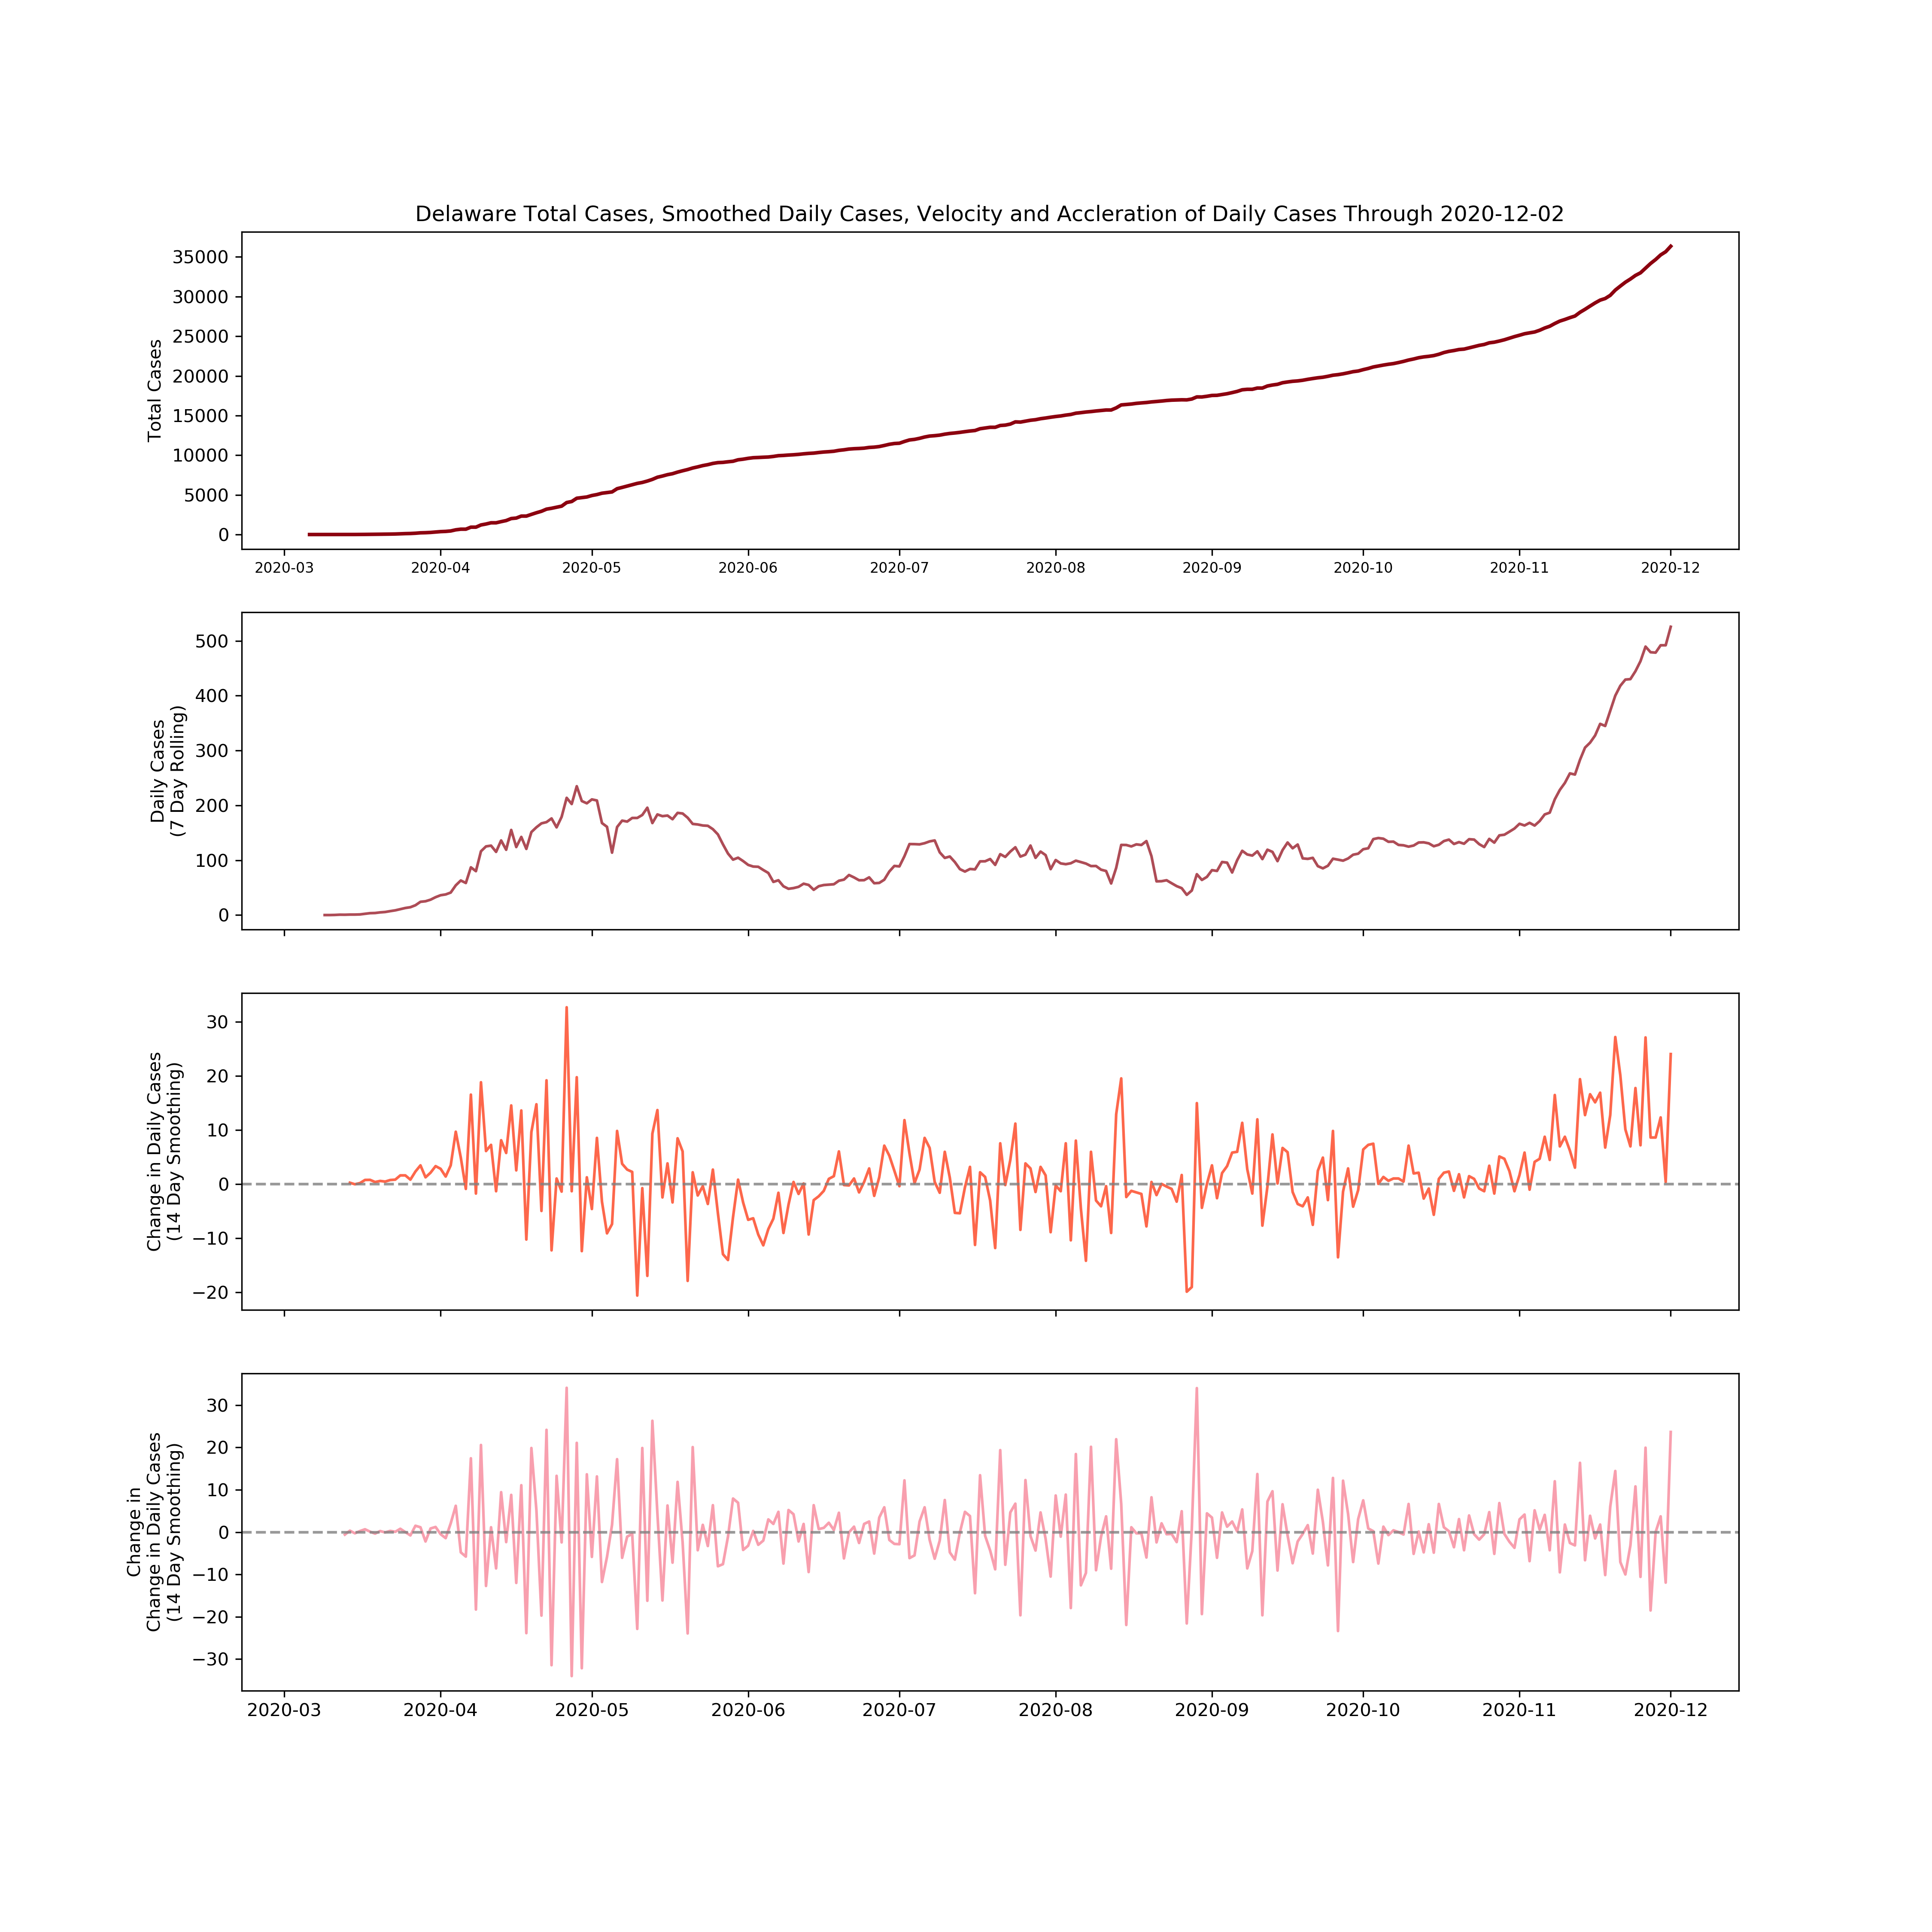 Delaware Total Cases, Smoothed Daily Cases, Velocity and Accleration of Daily Cases Through 2020-12-02
Total Cases
35000
30000
25000
20000
15000
10000
5000
0
2020-03 2020-04 2020-05 2020-06 2020-07 2020-08 2020-09 2020-10 2020-11 2020-12
Daily Cases
(7 Day Rolling)
500
400
300
200
100
0
Change in Daily Cases
(14 Day Smoothing)
30
20
10
0
−10
−20
Change in
Change in Daily Cases
(14 Day Smoothing)
30
20
10
0
−10
−20
−30
2020-03 2020-04 2020-05 2020-06 2020-07 2020-08 2020-09 2020-10 2020-11 2020-12